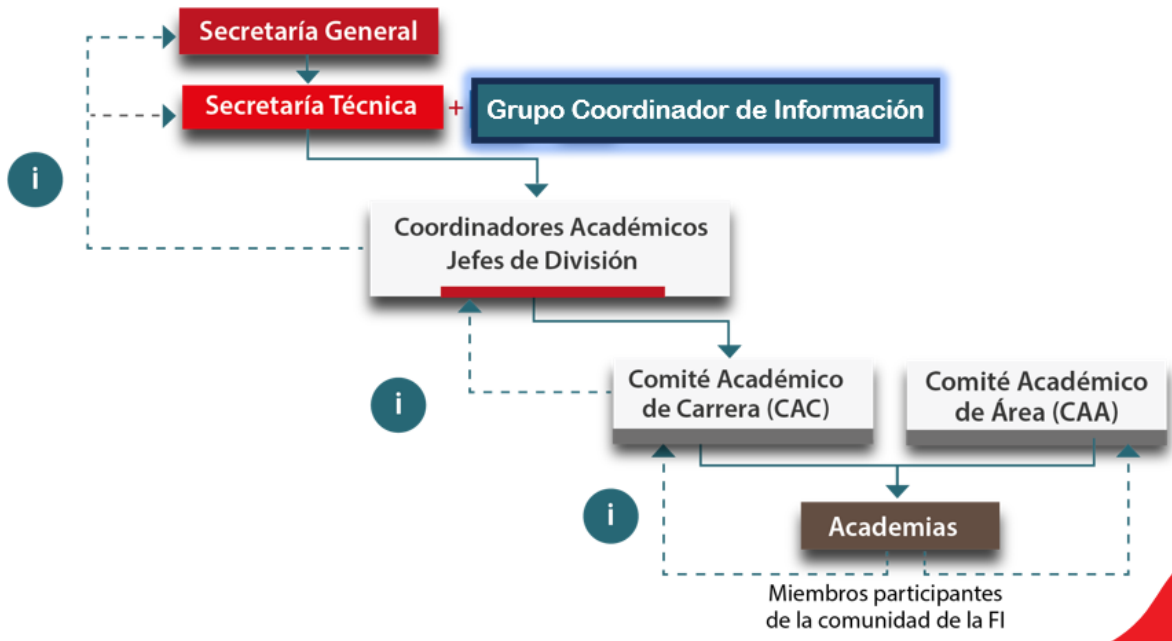 Secretaría General
Secretaría Técnica
+
Grupo Coordinador de Información
i
Coordinadores Académicos
Jefes de División
i
Comité Académico
de Carrera (CAC)
Comité Académico
de Área (CAA)
i
Academias
Miembros participantes
de la comunidad de la FI